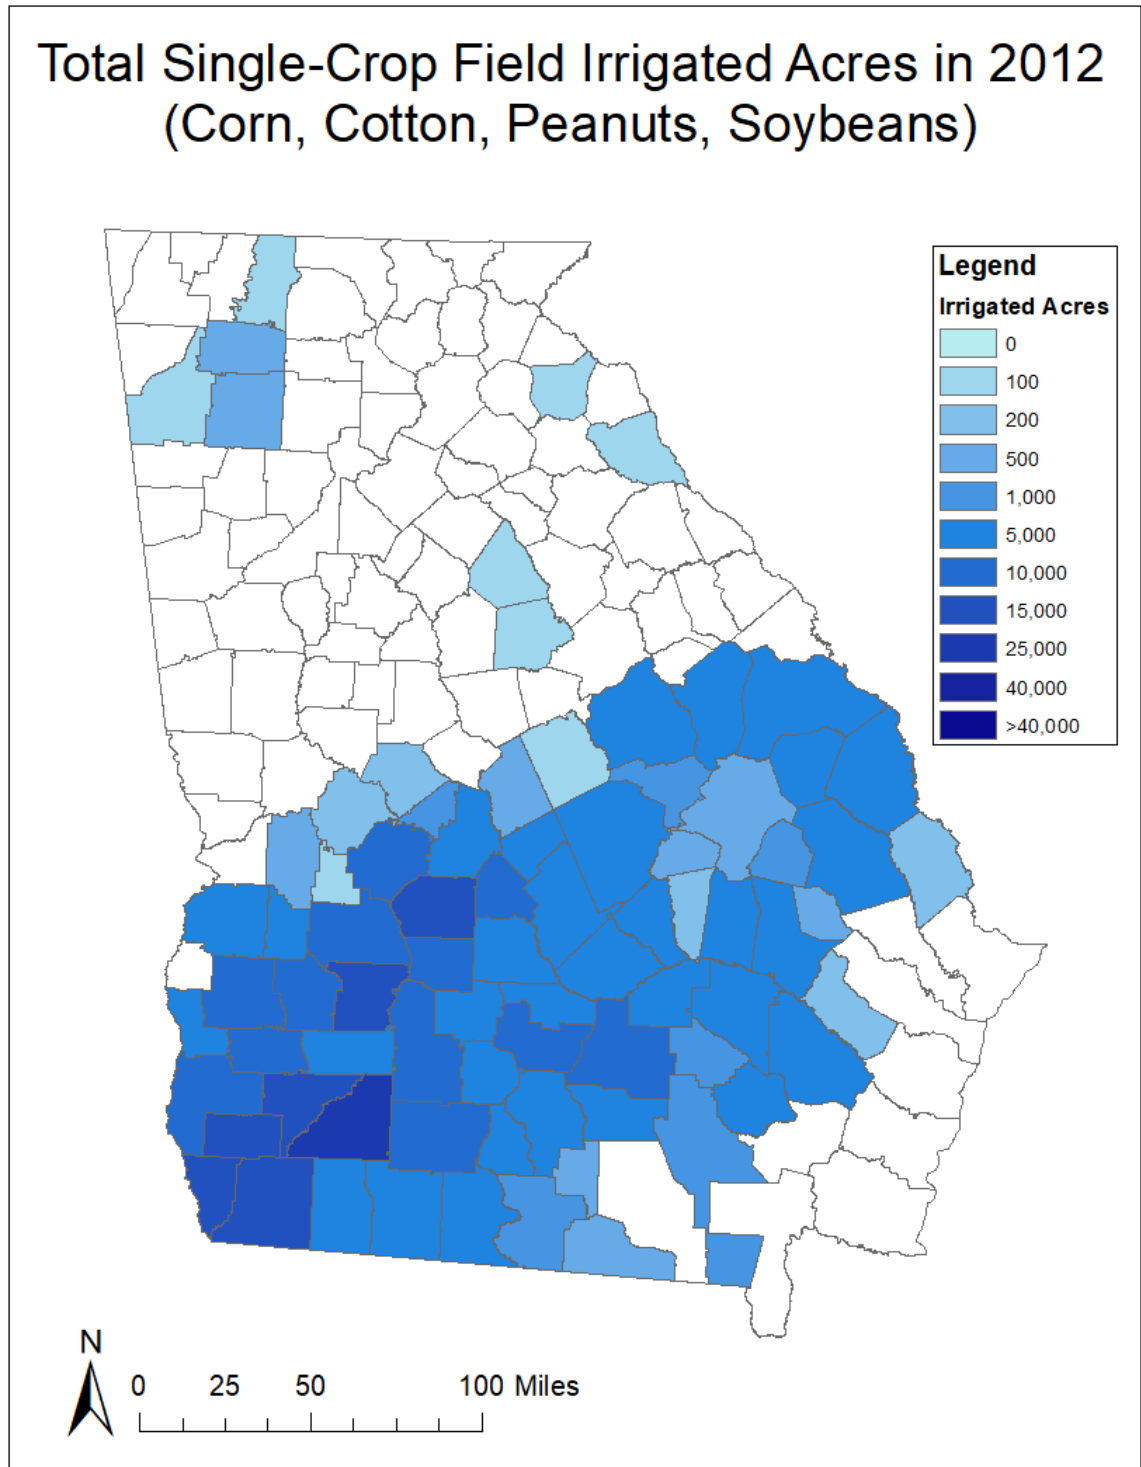 Total Single-Crop Field Irrigated Acres in 2012
(Corn, Cotton, Peanuts, Soybeans)
Legend
Irrigated Acres
0
100
200
500
1,000
5,000
10,000
15,000
25,000
40,000
>40,000
N
0 25 50 100 Miles